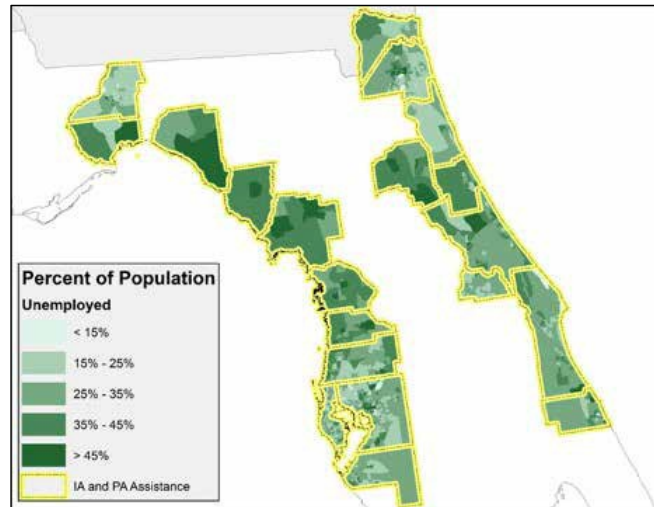 Percent of Population
Unemployed
< 15%
15% - 25%
25% - 35%
35% - 45%
> 45%
IA and PA Assistance